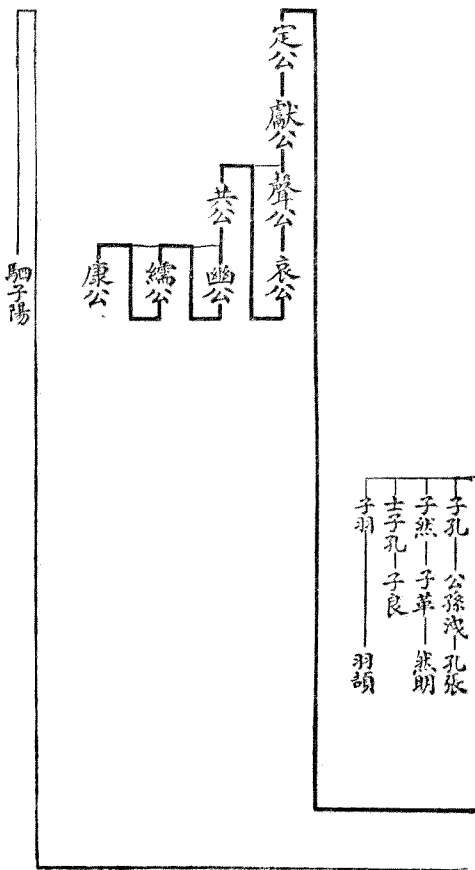 子孔 公孫洩 孔張
子然 子革 然明
士子孔 子良
子羽 羽頡
定公 獻公 聲公 哀公
共公 幽公
繻公
康公
駟子陽